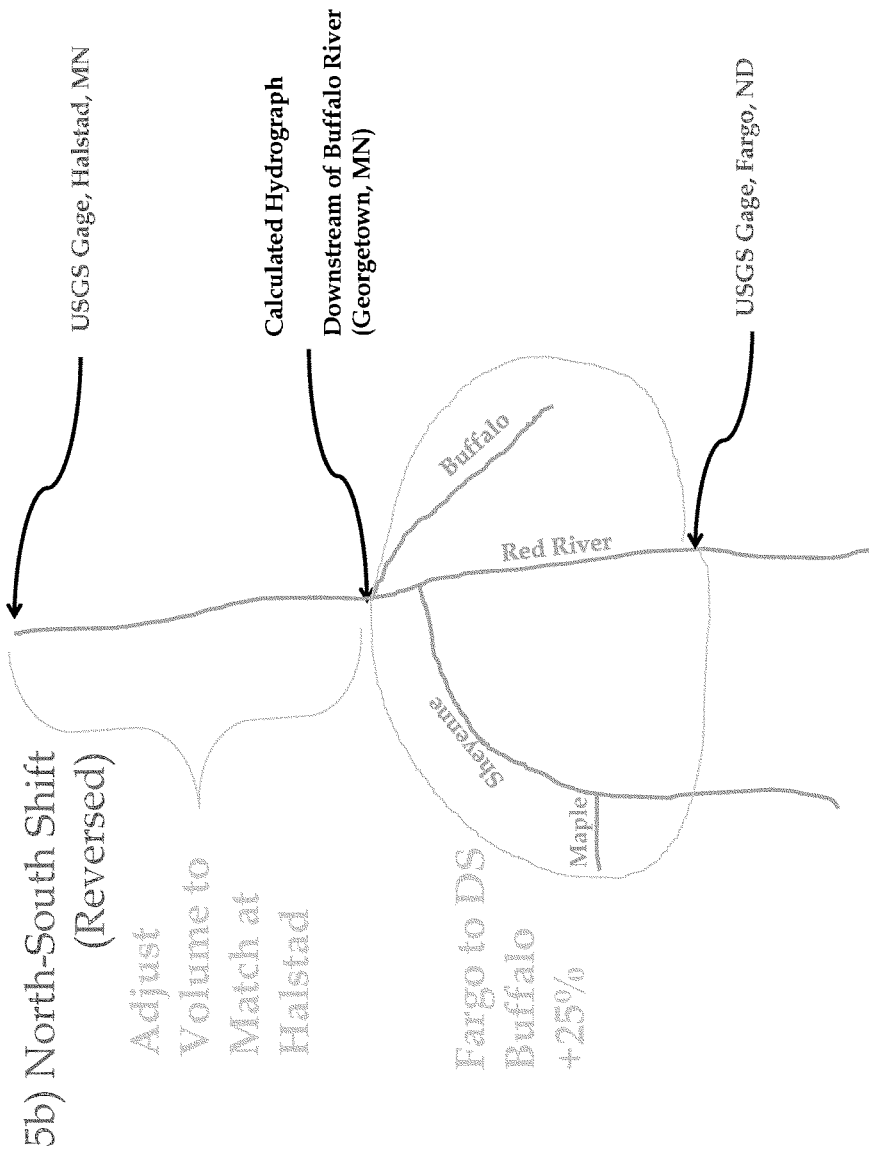 5b) North-South Shift
(Reversed)
Adjust
Volume to
Match at
Halstad
Fargo to DS
Buffalo
+25%
USGS Gage, Halstad, MN
Calculated Hydrograph
Downstream of Buffalo River
(Georgetown, MN)
Buffalo
Red River
Sheyenne
Maple
USGS Gage, Fargo, ND